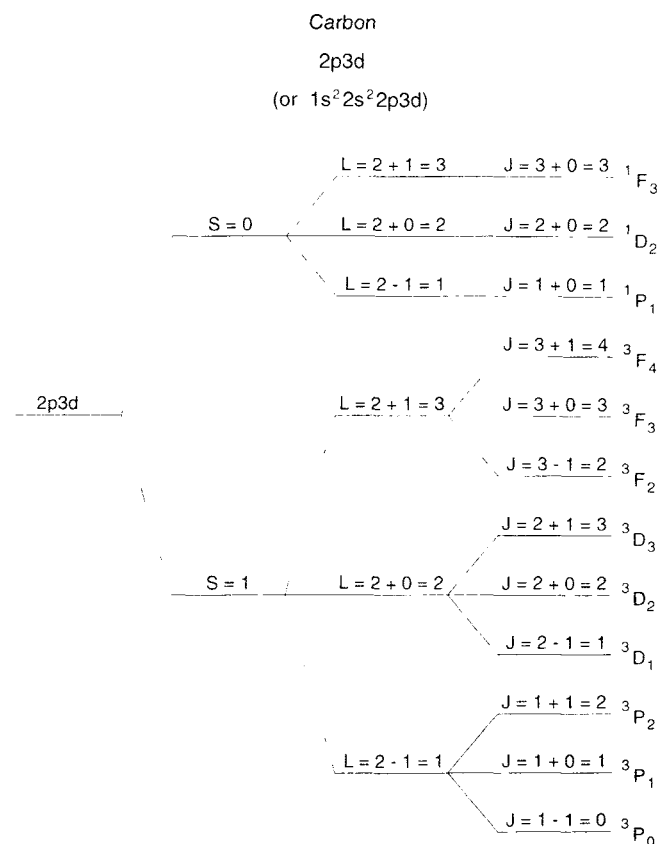 Carbon
2p3d
(or 1s²2s²2p3d)
L = 2 + 1 = 3 J = 3 + 0 = 3 ¹F₃
S = 0 L = 2 + 0 = 2 J = 2 + 0 = 2 ¹D₂
L = 2 - 1 = 1 J = 1 + 0 = 1 ¹P₁
J = 3 + 1 = 4 ³F₄
2p3d L = 2 + 1 = 3 J = 3 + 0 = 3 ³F₃
J = 3 - 1 = 2 ³F₂
J = 2 + 1 = 3 ³D₃
S = 1 L = 2 + 0 = 2 J = 2 + 0 = 2 ³D₂
J = 2 - 1 = 1 ³D₁
J = 1 + 1 = 2 ³P₂
L = 2 - 1 = 1 J = 1 + 0 = 1 ³P₁
J = 1 - 1 = 0 ³P₀